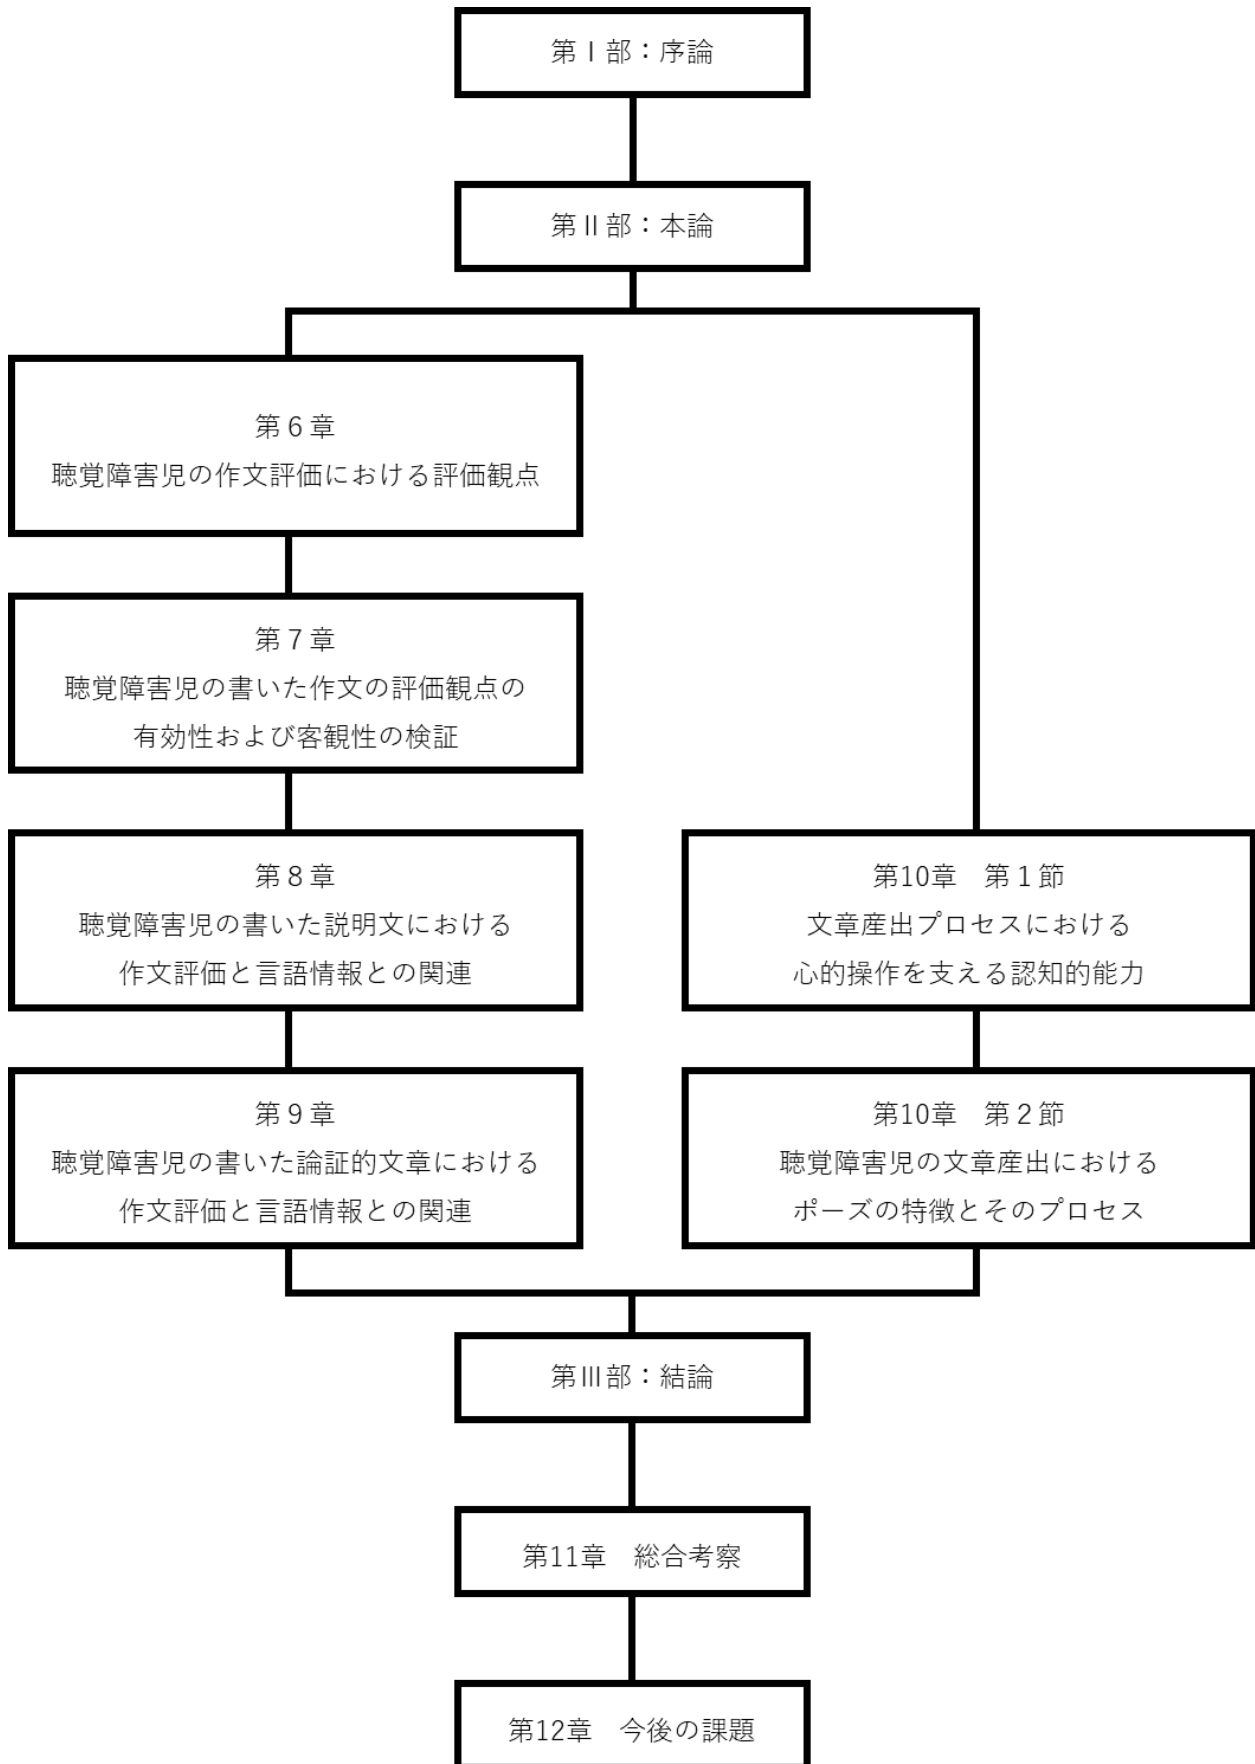 第Ⅰ部：序論
第Ⅱ部：本論
第６章
聴覚障害児の作文評価における評価観点
第７章
聴覚障害児の書いた作文の評価観点の
有効性および客観性の検証
第８章
聴覚障害児の書いた説明文における
作文評価と言語情報との関連
第９章
聴覚障害児の書いた論証的文章における
作文評価と言語情報との関連
第10章　第１節
文章産出プロセスにおける
心的操作を支える認知的能力
第10章　第２節
聴覚障害児の文章産出における
ポーズの特徴とそのプロセス
第Ⅲ部：結論
第11章　総合考察
第12章　今後の課題